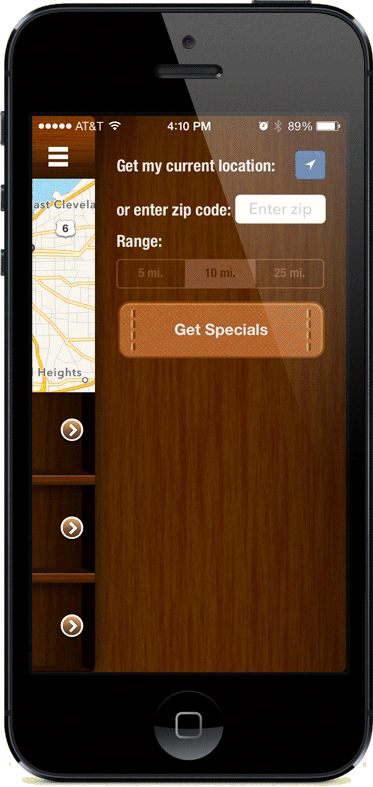 AT&T 4:10 PM 89%
Get my current location:
ast Clevela
6
or enter zip code: Enter zip
Range:
5 mi. 10 mi. 25 mi.
Get Specials
Heights